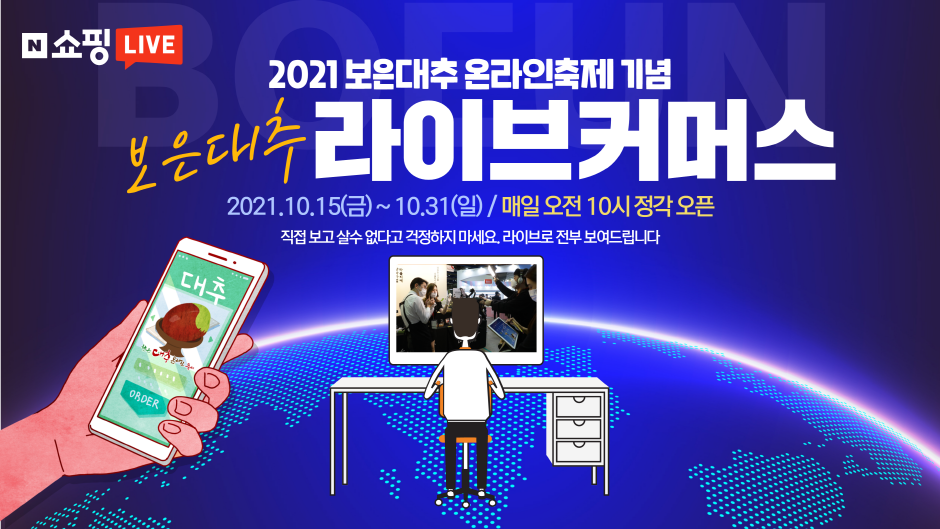 BOEUN
N 쇼핑 LIVE
2021 보은대추 온라인축제 기념
보은대추 라이브커머스
2021.10.15(금) ~ 10.31(일) / 매일 오전 10시 정각 오픈
직접 보고 살수 없다고 걱정하지 마세요. 라이브로 전부 보여드립니다
대추
ORDER